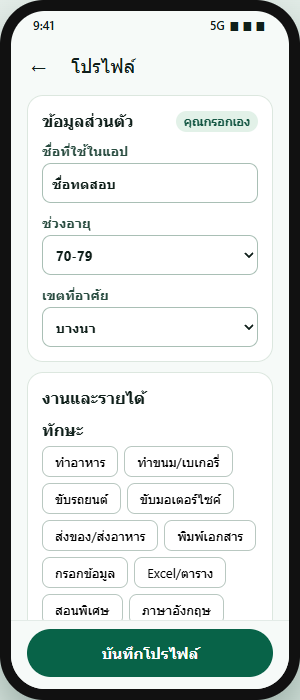 9:41 5G
← โปรไฟล์
ข้อมูลส่วนตัว คุณกรอกเอง
ชื่อที่ใช้ในแอป
ชื่อทดสอบ
ช่วงอายุ
70-79
เขตที่อาศัย
บางนา
งานและรายได้
ทักษะ
ทำอาหาร ทำขนม/เบเกอรี่
ขับรถยนต์ ขับมอเตอร์ไซค์
ส่งของ/ส่งอาหาร พิมพ์เอกสาร
กรอกข้อมูล Excel/ตาราง
สอนพิเศษ ภาษาอังกฤษ
บันทึกโปรไฟล์